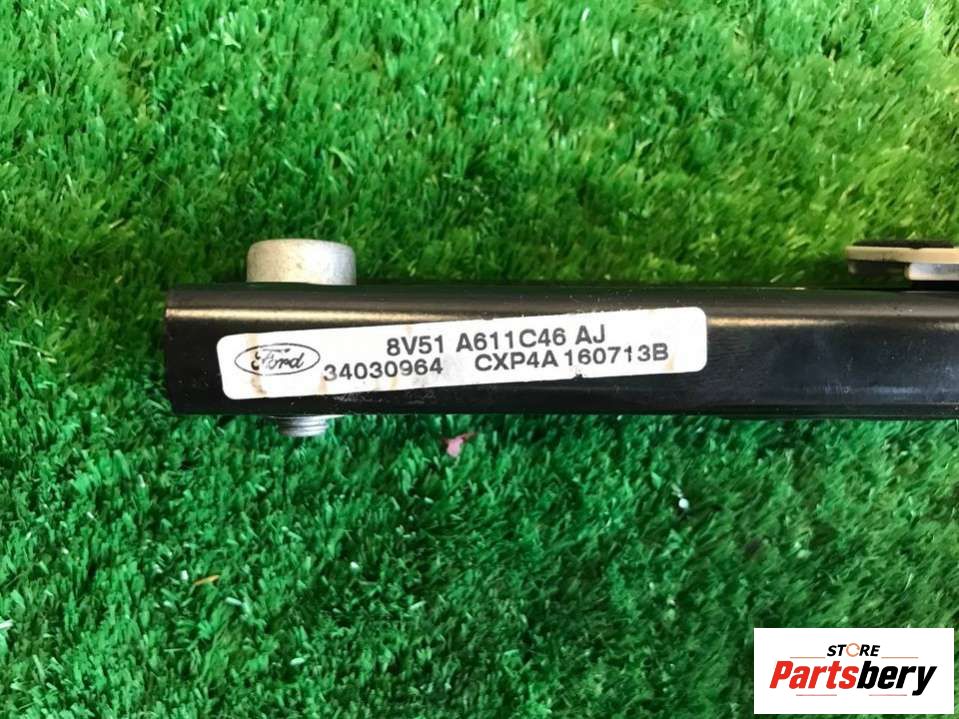 8V51 A611C46 AJ
Ford
34030964 CXP4A 160713B
STORE
Partsbery